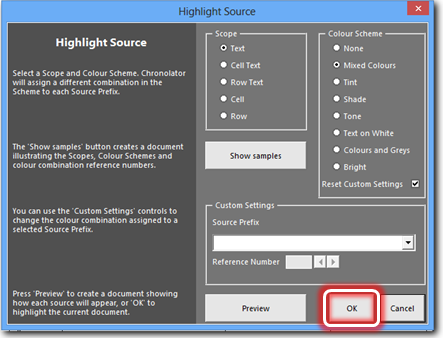 Highlight Source
Highlight Source
Select a Scope and Colour Scheme. Chronolator
will assign a different combination in the
Scheme to each Source Prefix.
The 'Show samples' button creates a document
illustrating the Scopes, Colour Schemes and
colour combination reference numbers.
You can use the 'Custom Settings' controls to
change the colour combination assigned to a
selected Source Prefix.
Press 'Preview' to create a document showing
how each source will appear, or 'OK' to
highlight the current document.
Scope
Text
Cell Text
Row Text
Cell
Row
Show samples
Colour Scheme
None
Mixed Colours
Tint
Shade
Tone
Text on White
Colours and Greys
Bright
Reset Custom Settings
Custom Settings
Source Prefix
Reference Number
Preview
OK
Cancel